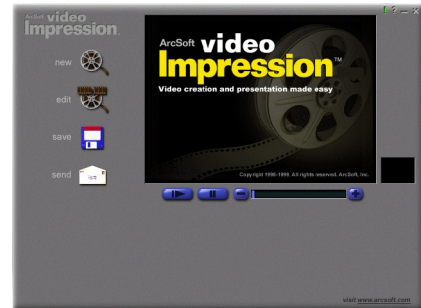 ArcSoft video
Impression
new
edit
save
send
? – x
ArcSoft video
Impression™
Video creation and presentation made easy
Copyright 1998-1999. All rights reserved. ArcSoft, Inc.
visit www.arcsoft.com